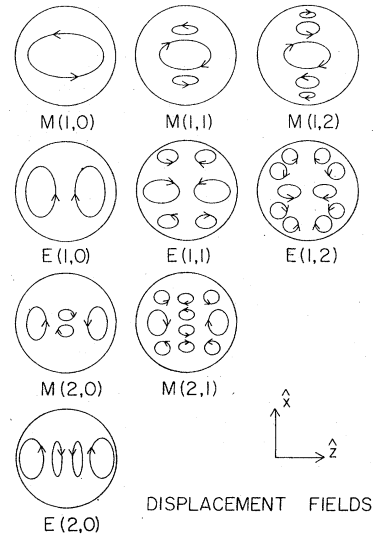 M(1,0) M(1,1) M(1,2)
E(1,0) E(1,1) E(1,2)
M(2,0) M(2,1)
x̂
ẑ
E(2,0)
DISPLACEMENT FIELDS